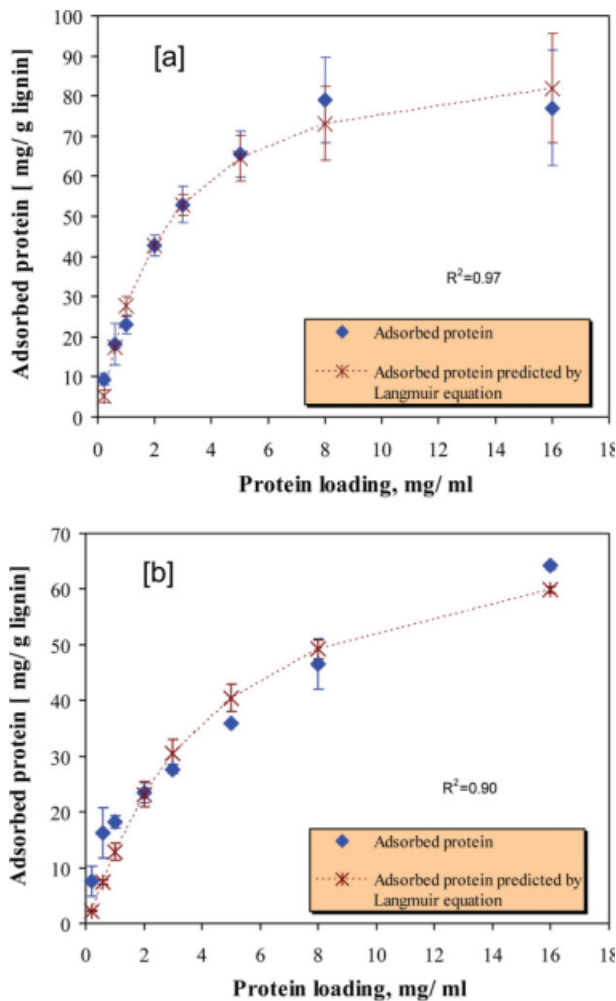 100
[a]
90
80
70
60
50
40
30
20
10
0
Adsorbed protein [ mg/ g lignin]
R²=0.97
Adsorbed protein
Adsorbed protein predicted by
Langmuir equation
0 2 4 6 8 10 12 14 16 18
Protein loading, mg/ ml
70
[b]
60
50
40
30
20
10
0
Adsorbed protein [ mg/ g lignin]
R²=0.90
Adsorbed protein
Adsorbed protein predicted by
Langmuir equation
0 2 4 6 8 10 12 14 16 18
Protein loading, mg/ ml